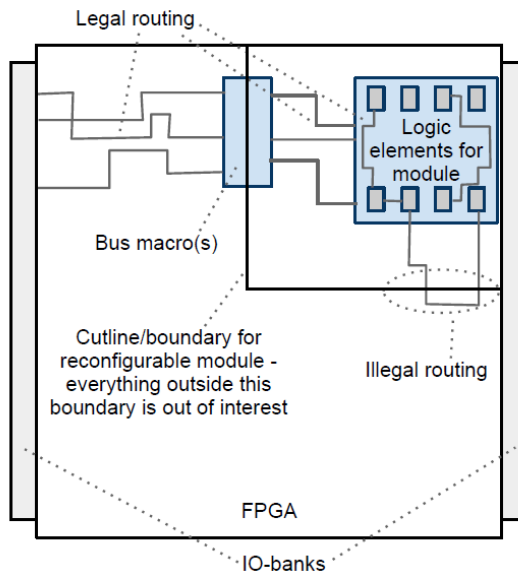 Legal routing
Logic
elements for
module
Bus macro(s)
Cutline/boundary for
reconfigurable module -
everything outside this
boundary is out of interest
Illegal routing
FPGA
IO-banks